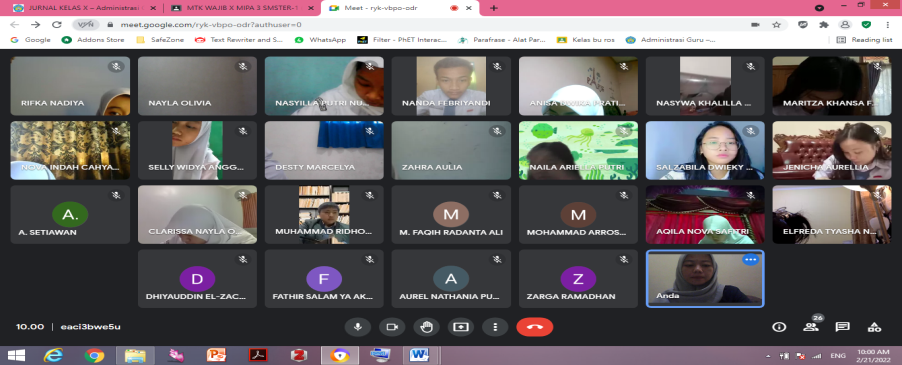 JURNAL KELAS X – Administrasi
MTK WAJIB X MIPA 3 SMSTER-
Meet - ryk-vbpo-odr
meet.google.com/ryk-vbpo-odr?authuser=0
Google
Addons Store
SafeZone
Text Rewriter and S...
WhatsApp
Filter - PhET Interac...
Parafrase - Alat Par...
Kelas bu ros
Administrasi Guru –...
Reading list
RIFKA NADIYA
NAYLA OLIVIA
NASYILLA PUTRI NU...
NANDA FEBRIYANDI
ANISA
NASYWA KHALILLA ...
MARITZA KHANSA F...
NOVA INDAH CAHYA...
SELLY WIDYA ANGG...
DESTY MARCELYA
ZAHRA AULIA
NAILA ARIELLA PUTRI
SALZABILA DWIEKY ...
JENICHA AURELLIA
A.
A. SETIAWAN
CLARISSA NAYLA O...
MUHAMMAD RIDHO...
M
M. FAQIH RADANTA ALI
M
MOHAMMAD ARROS...
AQILA NOVA SAFITRI
ELFREDA TYASHA N...
D
DHIYAUDDIN EL-ZAC...
F
FATHIR SALAM YA AK...
A
AUREL NATHANIA PU...
Z
ZARGA RAMADHAN
Anda
10.00 | eaci3bwe5u
26
ENG
10:00 AM
2/21/2022